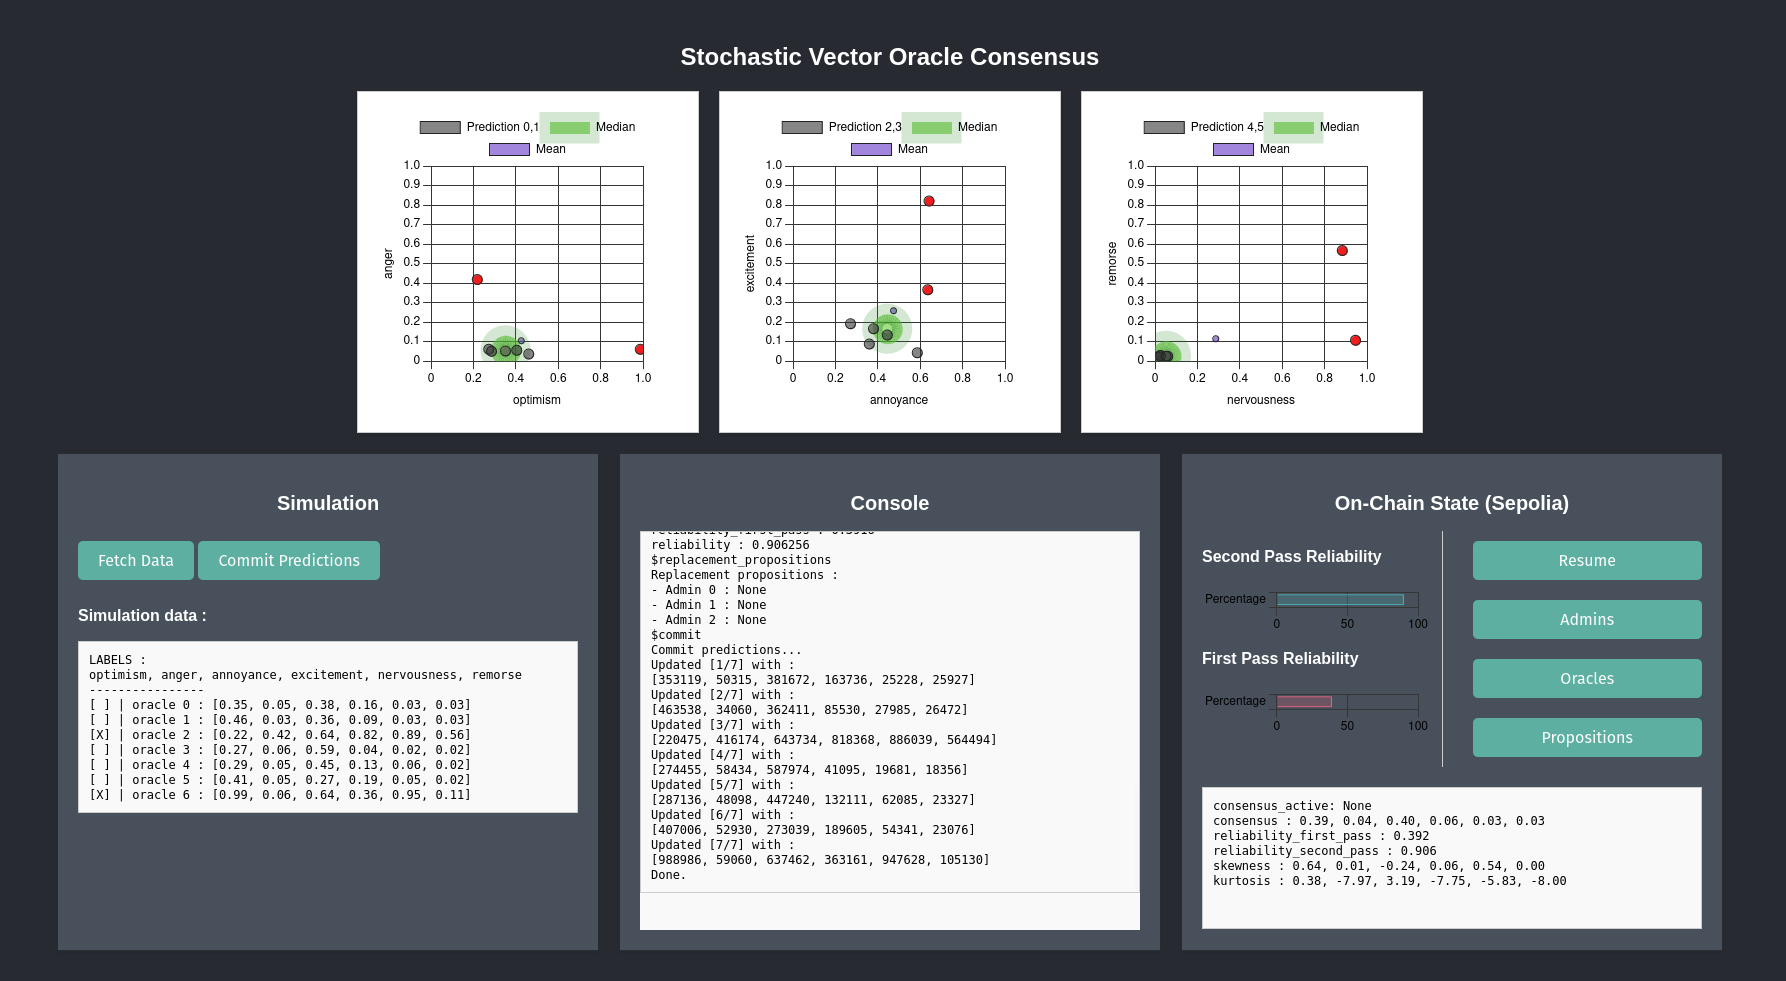 Stochastic Vector Oracle Consensus
Prediction 0,1 Median
Mean
1.0
0.9
0.8
0.7
0.6
0.5
0.4
0.3
0.2
0.1
0
anger
0 0.2 0.4 0.6 0.8 1.0
optimism
Prediction 2,3 Median
Mean
1.0
0.9
0.8
0.7
0.6
0.5
0.4
0.3
0.2
0.1
0
excitement
0 0.2 0.4 0.6 0.8 1.0
annoyance
Prediction 4,5 Median
Mean
1.0
0.9
0.8
0.7
0.6
0.5
0.4
0.3
0.2
0.1
0
remorse
0 0.2 0.4 0.6 0.8 1.0
nervousness
Simulation
Fetch Data Commit Predictions
Simulation data :
LABELS :
optimism, anger, annoyance, excitement, nervousness, remorse
----------------
[ ] | oracle 0 : [0.35, 0.05, 0.38, 0.16, 0.03, 0.03]
[ ] | oracle 1 : [0.46, 0.03, 0.36, 0.09, 0.03, 0.03]
[X] | oracle 2 : [0.22, 0.42, 0.64, 0.82, 0.89, 0.56]
[ ] | oracle 3 : [0.27, 0.06, 0.59, 0.04, 0.02, 0.02]
[ ] | oracle 4 : [0.29, 0.05, 0.45, 0.13, 0.06, 0.02]
[ ] | oracle 5 : [0.41, 0.05, 0.27, 0.19, 0.05, 0.02]
[X] | oracle 6 : [0.99, 0.06, 0.64, 0.36, 0.95, 0.11]
Console
reliability : 0.906256
$replacement_propositions
Replacement propositions :
- Admin 0 : None
- Admin 1 : None
- Admin 2 : None
$commit
Commit predictions...
Updated [1/7] with :
[353119, 50315, 381672, 163736, 25228, 25927]
Updated [2/7] with :
[463538, 34060, 362411, 85530, 27985, 26472]
Updated [3/7] with :
[220475, 416174, 643734, 818368, 886039, 564494]
Updated [4/7] with :
[274455, 58434, 587974, 41095, 19681, 18356]
Updated [5/7] with :
[287136, 48098, 447240, 132111, 62085, 23327]
Updated [6/7] with :
[407006, 52930, 273039, 189605, 54341, 23076]
Updated [7/7] with :
[988986, 59060, 637462, 363161, 947628, 105130]
Done.
On-Chain State (Sepolia)
Second Pass Reliability
Percentage
0 50 100
First Pass Reliability
Percentage
0 50 100
Resume
Admins
Oracles
Propositions
consensus_active: None
consensus : 0.39, 0.04, 0.40, 0.06, 0.03, 0.03
reliability_first_pass : 0.392
reliability_second_pass : 0.906
skewness : 0.64, 0.01, -0.24, 0.06, 0.54, 0.00
kurtosis : 0.38, -7.97, 3.19, -7.75, -5.83, -8.00